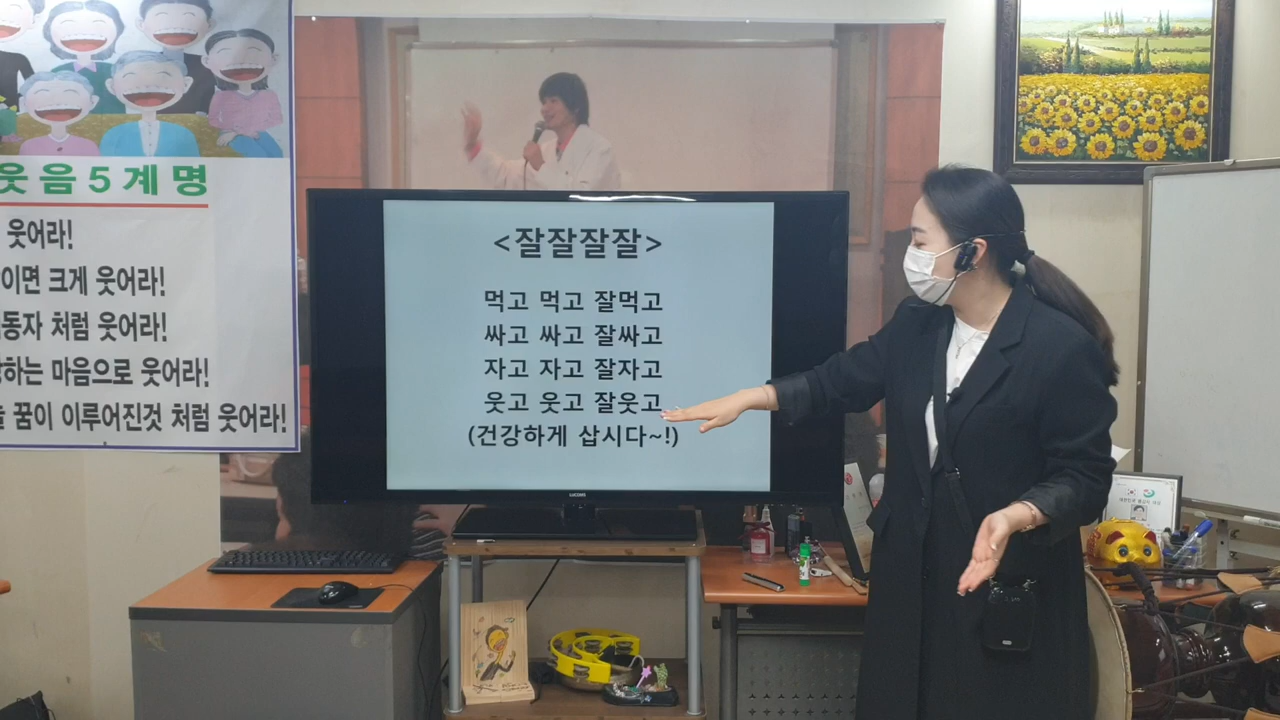 웃음5계명
웃어라!
이면 크게 웃어라!
동자 처럼 웃어라!
하는 마음으로 웃어라!
꿈이 이루어진것 처럼 웃어라!
<잘잘잘잘>
먹고 먹고 잘먹고
싸고 싸고 잘싸고
자고 자고 잘자고
웃고 웃고 잘웃고
(건강하게 삽시다~!)
LUCOMS